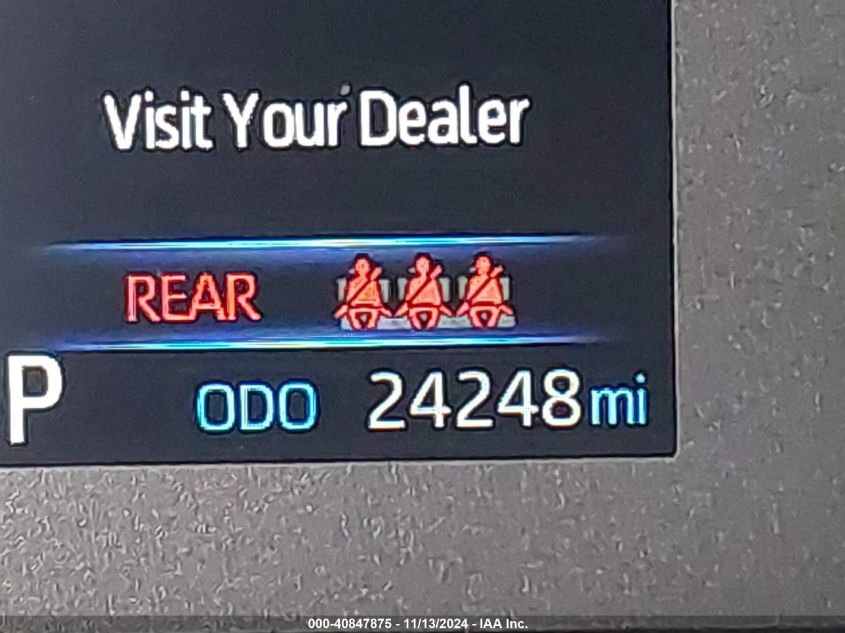 Visit Your Dealer
REAR
P ODO 24248 mi
000-40847875 - 11/13/2024 - IAA Inc.